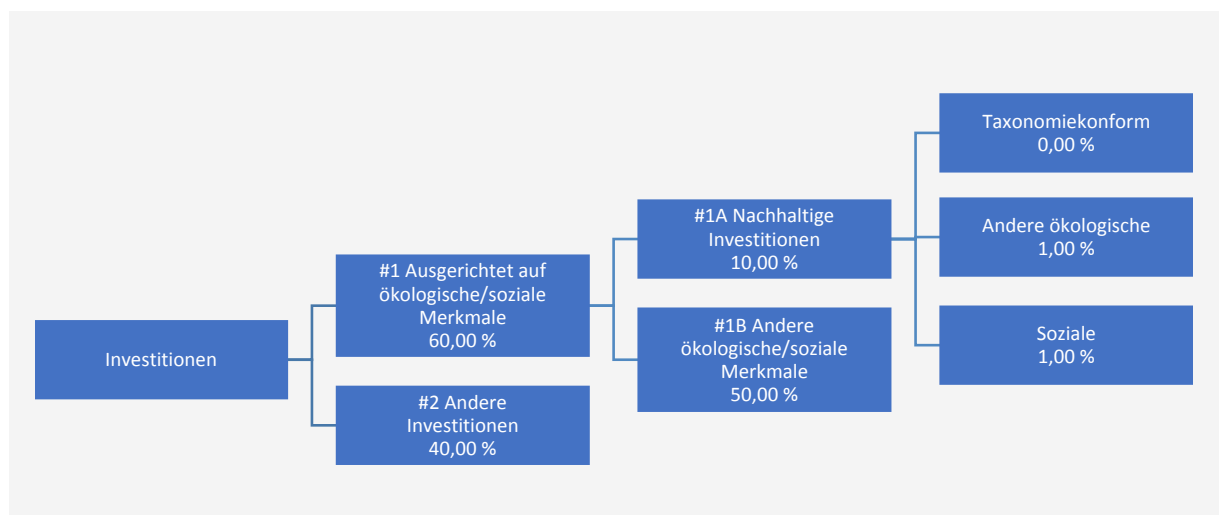 Investitionen
#1 Ausgerichtet auf
ökologische/soziale
Merkmale
60,00 %
#2 Andere
Investitionen
40,00 %
#1A Nachhaltige
Investitionen
10,00 %
#1B Andere
ökologische/soziale
Merkmale
50,00 %
Taxonomiekonform
0,00 %
Andere ökologische
1,00 %
Soziale
1,00 %